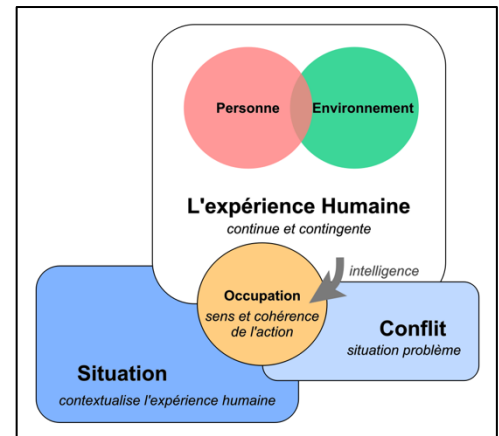 Personne
Environnement
L'expérience Humaine
continue et contingente
intelligence
Occupation
sens et cohérence
de l'action
Conflit
situation problème
Situation
contextualise l'expérience humaine